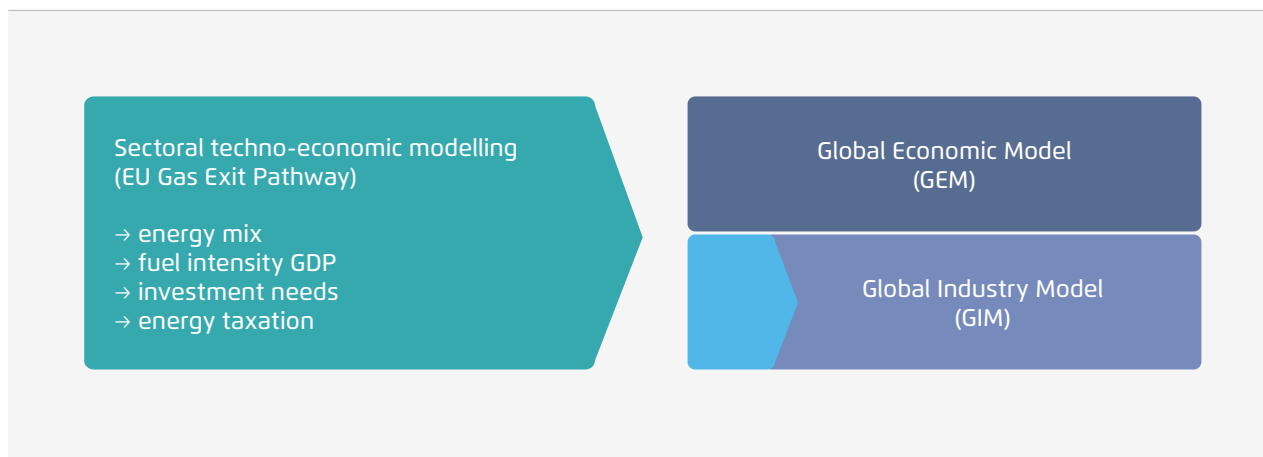 Sectoral techno-economic modelling
(EU Gas Exit Pathway)
→ energy mix
→ fuel intensity GDP
→ investment needs
→ energy taxation
Global Economic Model
(GEM)
Global Industry Model
(GIM)